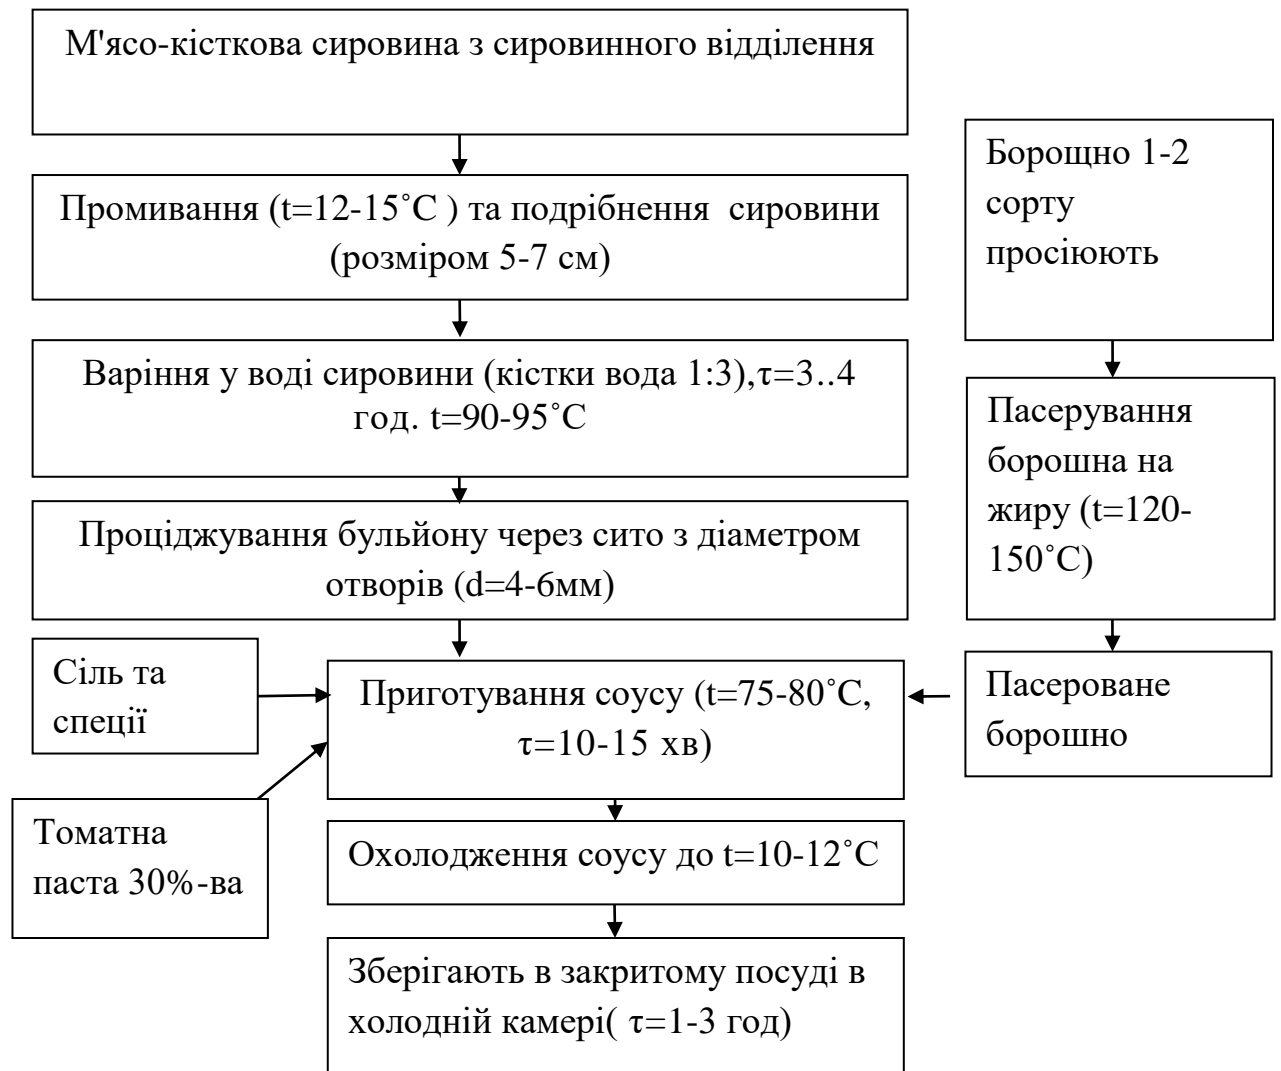 М'ясо-кісткова сировина з сировинного відділення
Промивання (t=12-15˚С ) та подрібнення сировини
(розміром 5-7 см)
Варіння у воді сировини (кістки вода 1:3),τ=3..4
год. t=90-95˚С
Проціджування бульйону через сито з діаметром
отворів (d=4-6мм)
Борощно 1-2
сорту
просіюють
Пасерування
борошна на
жиру (t=120-
150˚С)
Пасероване
борошно
Сіль та
спеції
Томатна
паста 30%-ва
Приготування соусу (t=75-80˚С,
τ=10-15 хв)
Охолодження соусу до t=10-12˚С
Зберігають в закритому посуді в
холодній камері( τ=1-3 год)